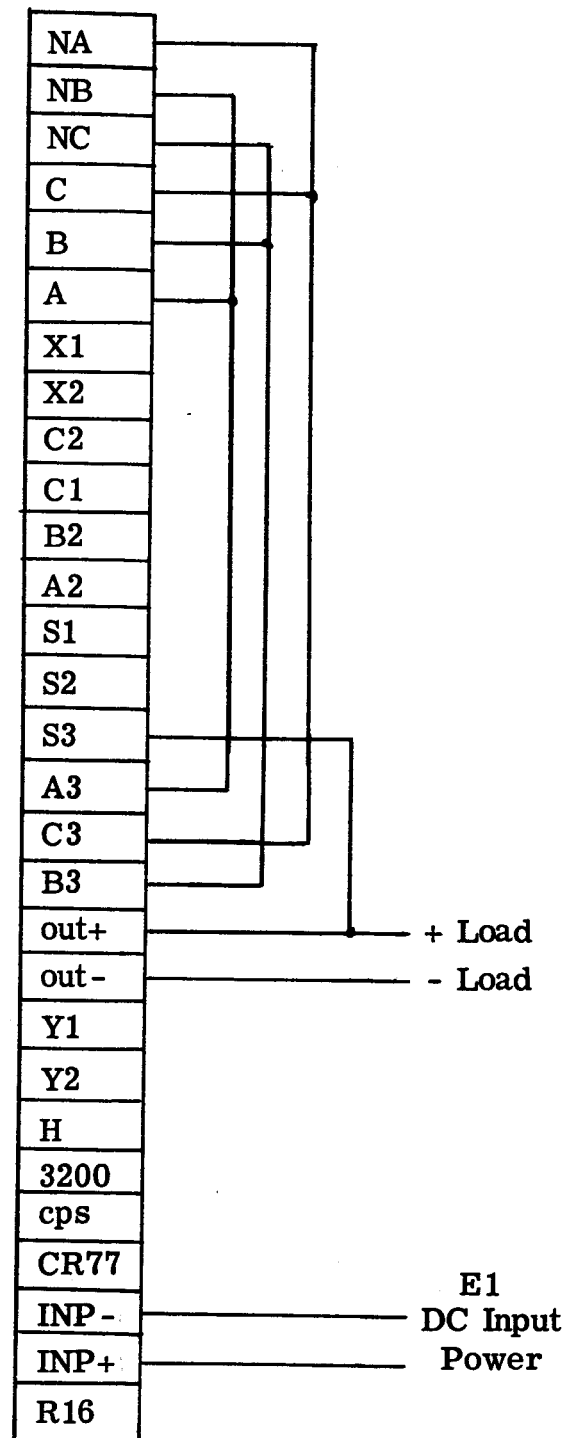 NA
NB
NC
C
B
A
X1
X2
C2
C1
B2
A2
S1
S2
S3
A3
C3
B3
out+
+ Load
out-
- Load
Y1
Y2
H
3200
cps
CR77
E1
INP-
DC Input
INP+
Power
R16